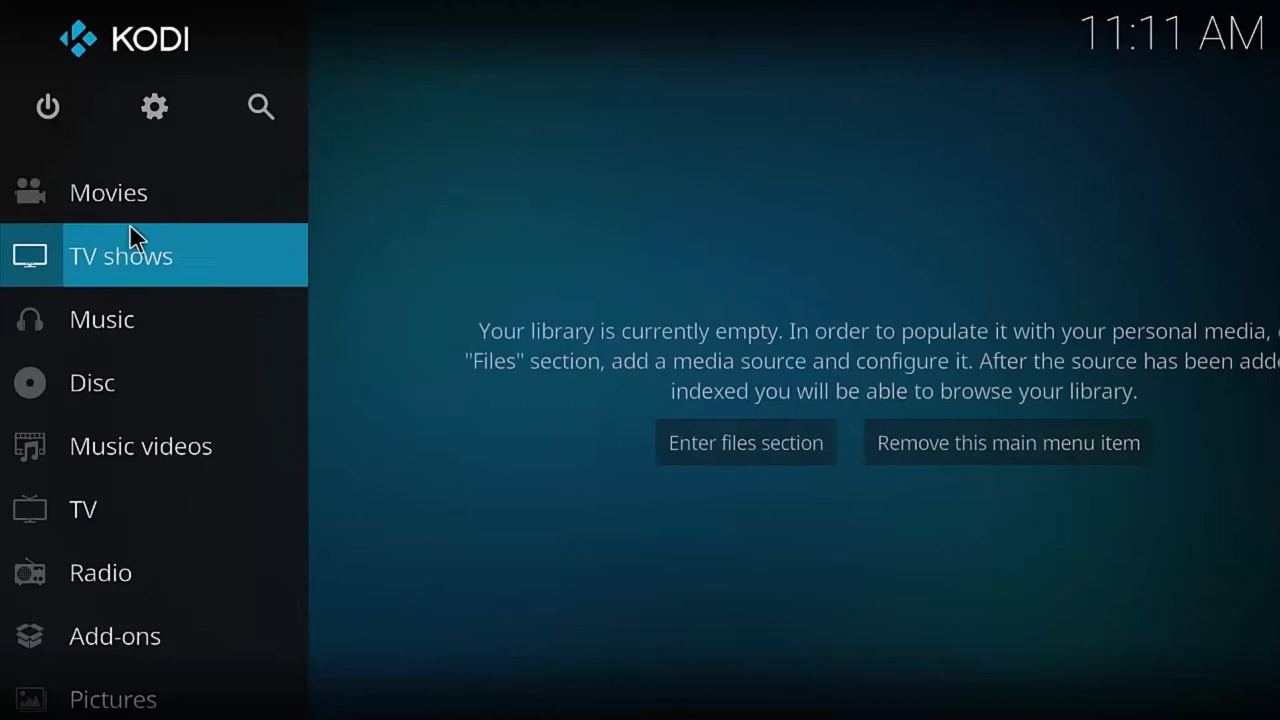 KODI
11:11 AM
Movies
TV shows
Music
Disc
Music videos
TV
Radio
Add-ons
Pictures
Your library is currently empty. In order to populate it with your personal media,
"Files" section, add a media source and configure it. After the source has been
indexed you will be able to browse your library.
Enter files section
Remove this main menu item